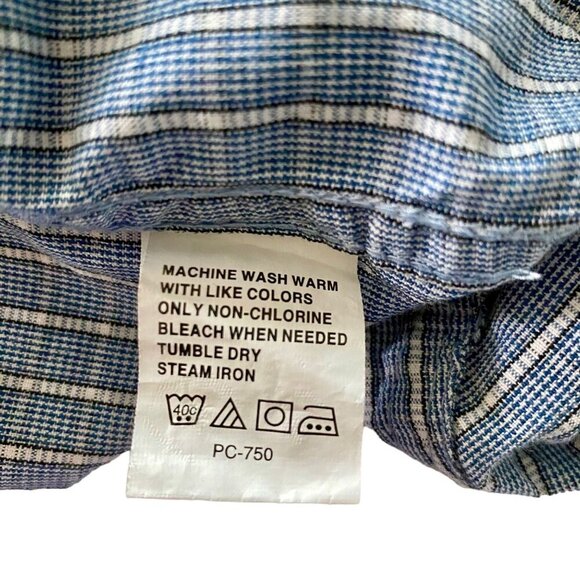 MACHINE WASH WARM
WITH LIKE COLORS
ONLY NON-CHLORINE
BLEACH WHEN NEEDED
TUMBLE DRY
STEAM IRON
40c
PC-750